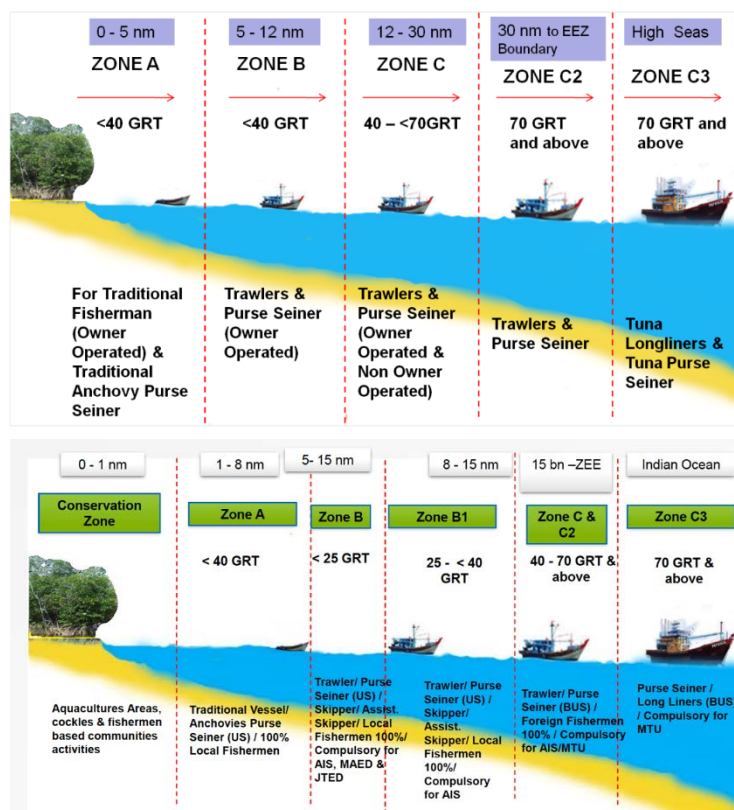 0 - 5 nm
5 - 12 nm
12 - 30 nm
30 nm to EEZ
Boundary
High Seas
ZONE A
ZONE B
ZONE C
ZONE C2
ZONE C3
<40 GRT
<40 GRT
40 – <70GRT
70 GRT
and above
70 GRT and
above
For Traditional
Fisherman
(Owner
Operated) &
Traditional
Anchovy Purse
Seiner
Trawlers &
Purse Seiner
(Owner
Operated)
Trawlers &
Purse Seiner
(Owner
Operated &
Non Owner
Operated)
Trawlers &
Purse Seiner
Tuna
Longliners &
Tuna Purse
Seiner
0 - 1 nm
1 - 8 nm
5- 15 nm
8 - 15 nm
15 bn –ZEE
Indian Ocean
Conservation
Zone
Zone A
Zone B
Zone B1
Zone C &
C2
Zone C3
< 40 GRT
< 25 GRT
25 - < 40
GRT
40 - 70 GRT &
above
70 GRT &
above
Aquacultures Areas,
cockles & fishermen
based communities
activities
Traditional Vessel/
Anchovies Purse
Seiner (US) / 100%
Local Fishermen
Trawler/ Purse
Seiner (US) /
Skipper/ Assist.
Skipper/ Local
Fishermen 100%/
Compulsory for
AIS, MAED &
JTED
Trawler/ Purse
Seiner (US) /
Skipper/
Assist.
Skipper/ Local
Fishermen
100%/
Compulsory
for AIS
Trawler/ Purse
Seiner (BUS) /
Foreign Fishermen
100% / Compulsory
for AIS/MTU
Purse Seiner /
Long Liners (BUS)
/ Compulsory for
MTU